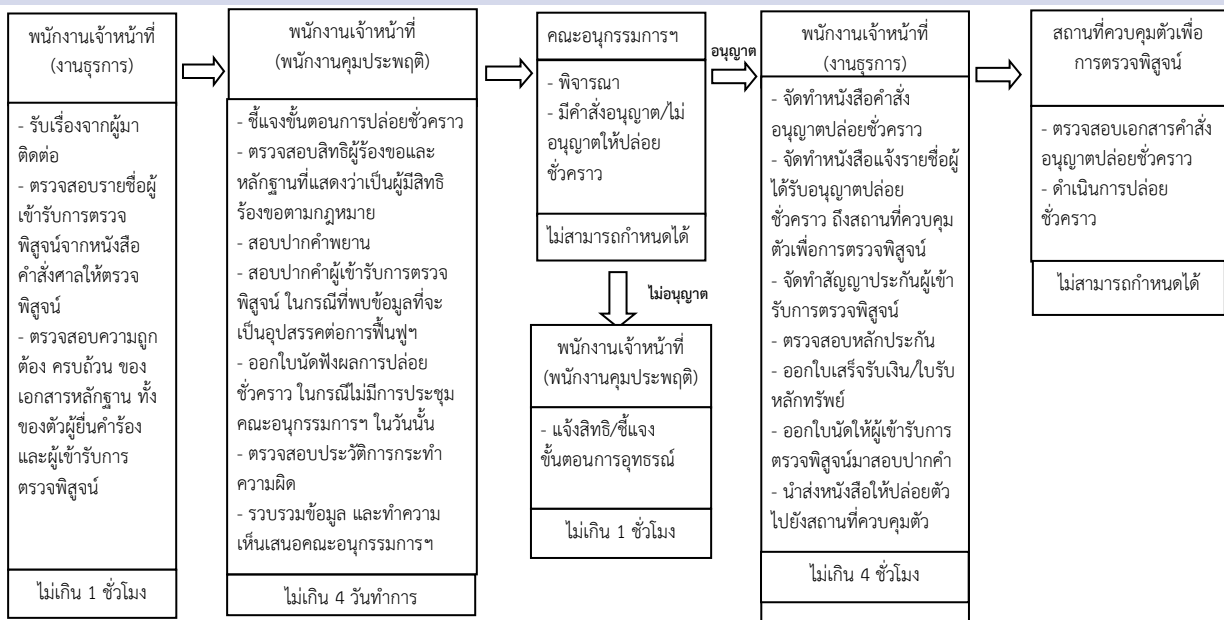 พนักงานเจ้าหน้าที่
(งานธุรการ)
- รับเรื่องจากผู้มา
ติดต่อ
- ตรวจสอบรายชื่อผู้
เข้ารับการตรวจ
พิสูจน์จากหนังสือ
คำสั่งศาลให้ตรวจ
พิสูจน์
- ตรวจสอบความถูก
ต้อง ครบถ้วน ของ
เอกสารหลักฐาน ทั้ง
ของตัวผู้ยื่นคำร้อง
และผู้เข้ารับการ
ตรวจพิสูจน์
ไม่เกิน 1 ชั่วโมง
พนักงานเจ้าหน้าที่
(พนักงานคุมประพฤติ)
- ชี้แจงขั้นตอนการปล่อยชั่วคราว
- ตรวจสอบสิทธิผู้ร้องขอและ
หลักฐานที่แสดงว่าเป็นผู้มีสิทธิ
ร้องขอตามกฎหมาย
- สอบปากคำพยาน
- สอบปากคำผู้เข้ารับการตรวจ
พิสูจน์ ในกรณีที่พบข้อมูลที่จะ
เป็นอุปสรรคต่อการฟื้นฟูฯ
- ออกใบนัดฟังผลการปล่อย
ชั่วคราว ในกรณีไม่มีการประชุม
คณะอนุกรรมการฯ ในวันนั้น
- ตรวจสอบประวัติการกระทำ
ความผิด
- รวบรวมข้อมูล และทำความ
เห็นเสนอคณะอนุกรรมการฯ
ไม่เกิน 4 วันทำการ
คณะอนุกรรมการฯ
- พิจารณา
- มีคำสั่งอนุญาต/ไม่
อนุญาตให้ปล่อย
ชั่วคราว
ไม่สามารถกำหนดได้
ไม่อนุญาต
พนักงานเจ้าหน้าที่
(พนักงานคุมประพฤติ)
- แจ้งสิทธิ/ชี้แจง
ขั้นตอนการอุทธรณ์
ไม่เกิน 1 ชั่วโมง
อนุญาต
พนักงานเจ้าหน้าที่
(งานธุรการ)
- จัดทำหนังสือคำสั่ง
อนุญาตปล่อยชั่วคราว
- จัดทำหนังสือแจ้งรายชื่อผู้
ได้รับอนุญาตปล่อย
ชั่วคราว ถึงสถานที่ควบคุม
ตัวเพื่อการตรวจพิสูจน์
- จัดทำสัญญาประกันผู้เข้า
รับการตรวจพิสูจน์
- ตรวจสอบหลักประกัน
- ออกใบเสร็จรับเงิน/ใบรับ
หลักทรัพย์
- ออกใบนัดให้ผู้เข้ารับการ
ตรวจพิสูจน์มาสอบปากคำ
- นำส่งหนังสือให้ปล่อยตัว
ไปยังสถานที่ควบคุมตัว
ไม่เกิน 4 ชั่วโมง
สถานที่ควบคุมตัวเพื่อ
การตรวจพิสูจน์
- ตรวจสอบเอกสารคำสั่ง
อนุญาตปล่อยชั่วคราว
- ดำเนินการปล่อย
ชั่วคราว
ไม่สามารถกำหนดได้